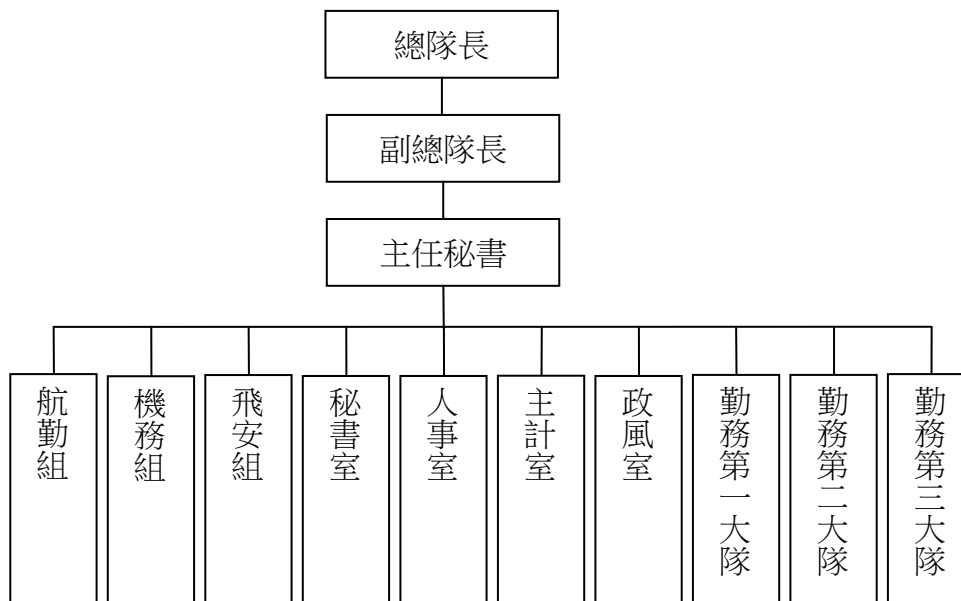 總隊長
副總隊長
主任秘書
航勤組
機務組
飛安組
秘書室
人事室
主計室
政風室
勤務第一大隊
勤務第二大隊
勤務第三大隊